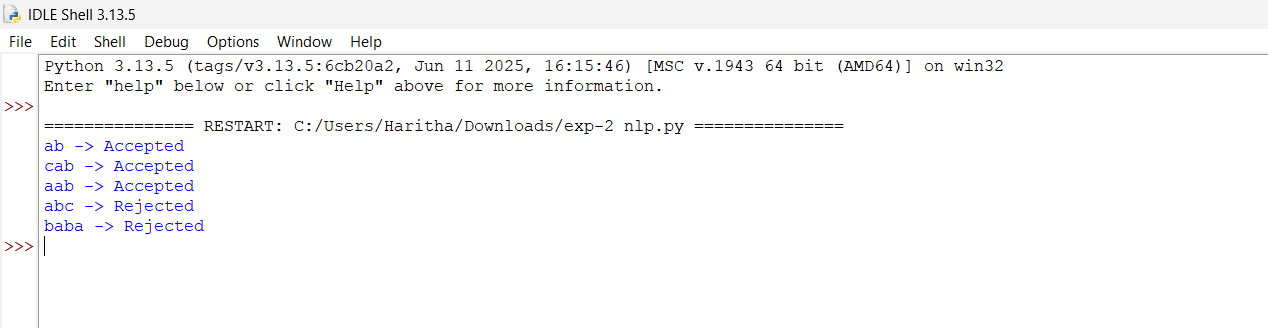 IDLE Shell 3.13.5
File Edit Shell Debug Options Window Help
Python 3.13.5 (tags/v3.13.5:6cb20a2, Jun 11 2025, 16:15:46) [MSC v.1943 64 bit (AMD64)] on win32
Enter "help" below or click "Help" above for more information.
>>>
=============== RESTART: C:/Users/Haritha/Downloads/exp-2 nlp.py ===============
ab -> Accepted
cab -> Accepted
aab -> Accepted
abc -> Rejected
baba -> Rejected
>>>